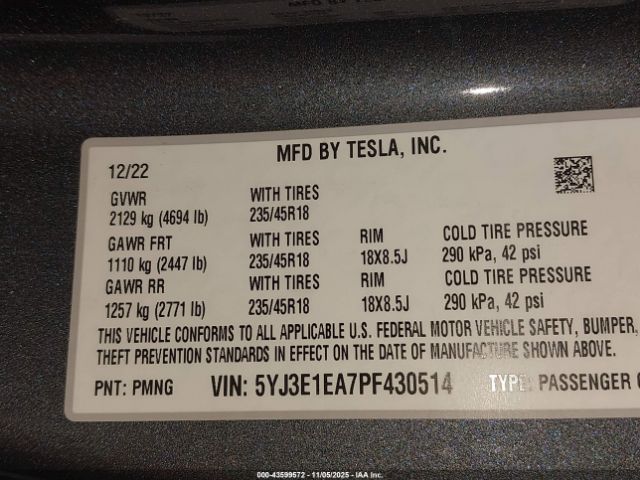 MFD BY TESLA, INC.
12/22
GVWR WITH TIRES
2129 kg (4694 lb) 235/45R18
GAWR FRT WITH TIRES RIM COLD TIRE PRESSURE
1110 kg (2447 lb) 235/45R18 18X8.5J 290 kPa, 42 psi
GAWR RR WITH TIRES RIM COLD TIRE PRESSURE
1257 kg (2771 lb) 235/45R18 18X8.5J 290 kPa, 42 psi
THIS VEHICLE CONFORMS TO ALL APPLICABLE U.S. FEDERAL MOTOR VEHICLE SAFETY, BUMPER,
THEFT PREVENTION STANDARDS IN EFFECT ON THE DATE OF MANUFACTURE SHOWN ABOVE.
PNT: PMNG VIN: 5YJ3E1EA7PF430514 TYPE: PASSENGER
000-43599572 - 11/05/2025 - IAA Inc.